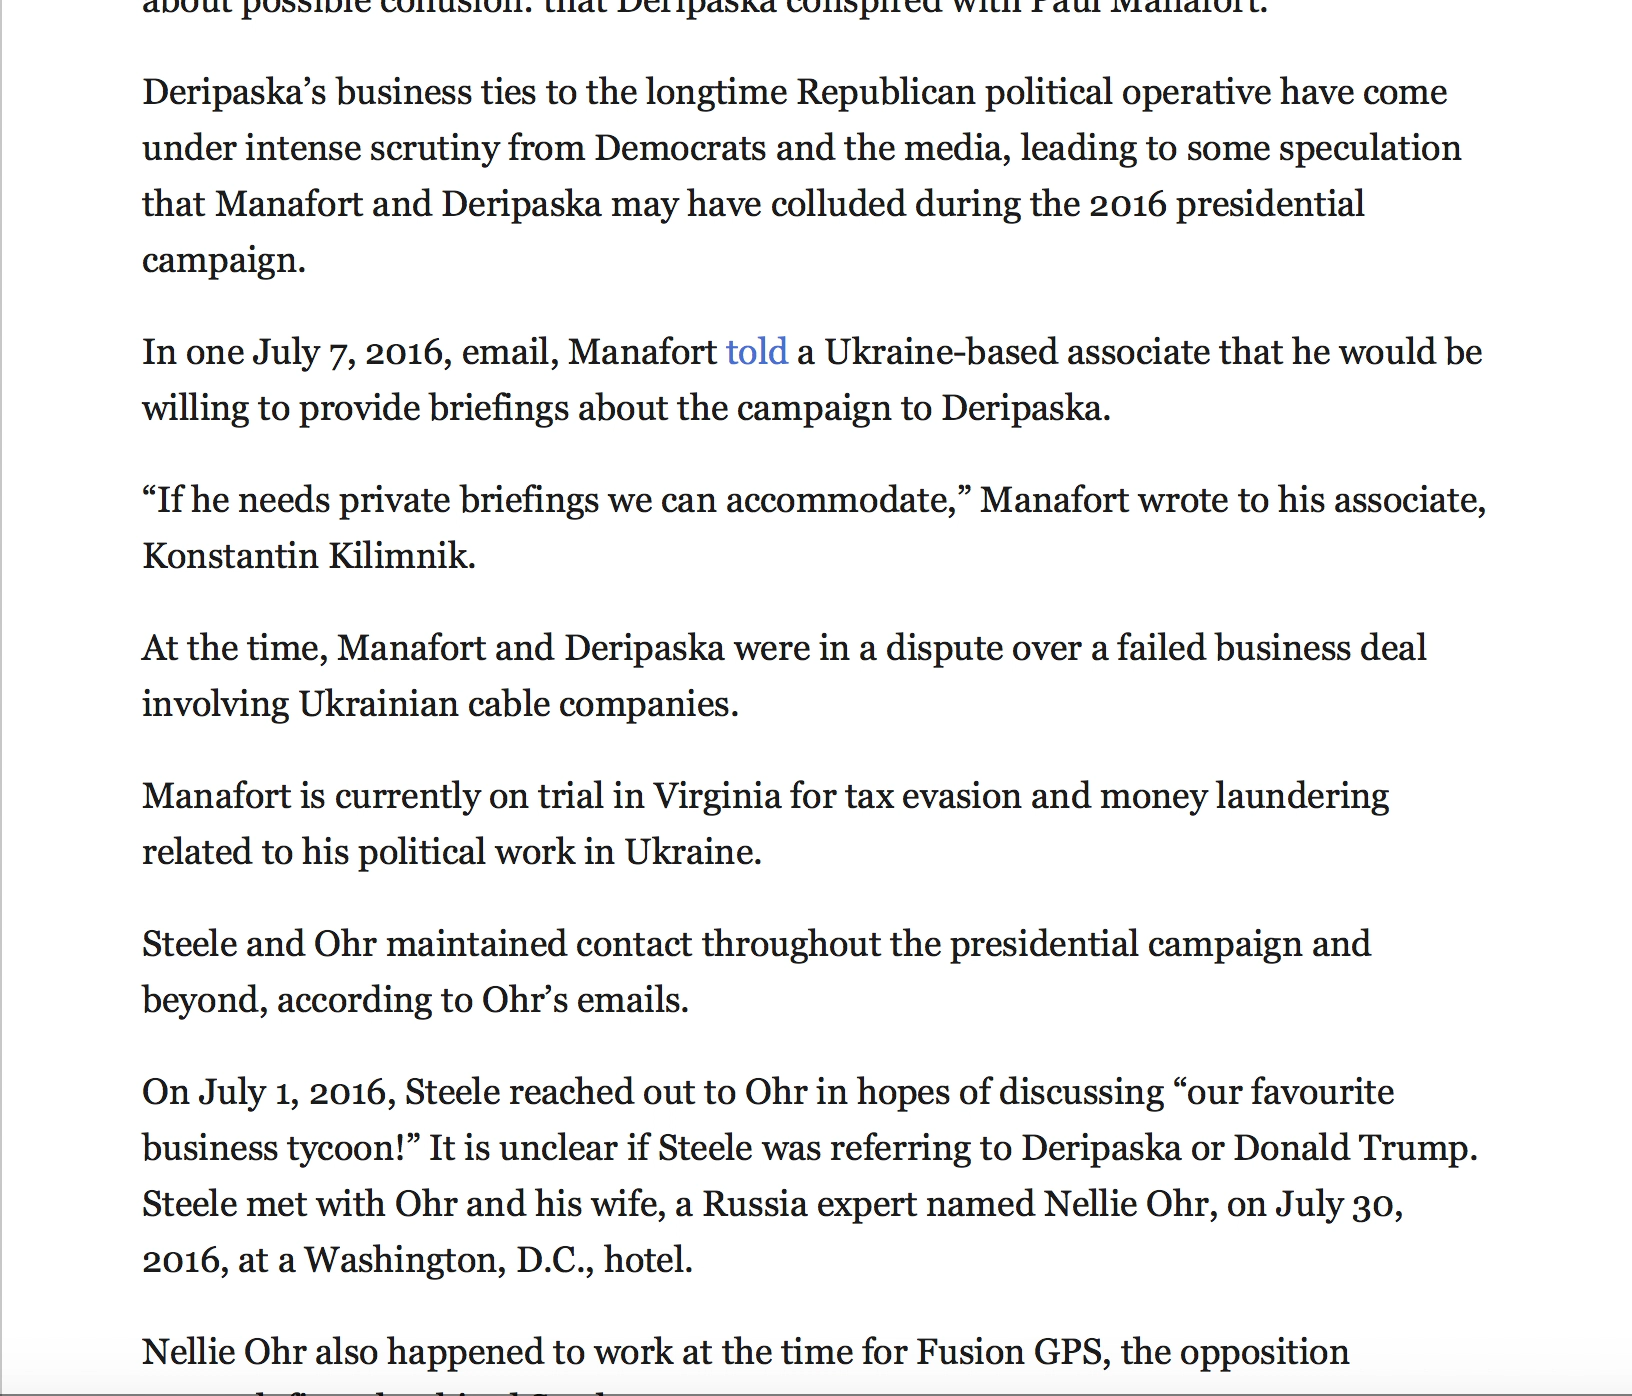 about possible collusion: that Deripaska conspired with Paul Manafort.
Deripaska’s business ties to the longtime Republican political operative have come
under intense scrutiny from Democrats and the media, leading to some speculation
that Manafort and Deripaska may have colluded during the 2016 presidential
campaign.
In one July 7, 2016, email, Manafort told a Ukraine-based associate that he would be
willing to provide briefings about the campaign to Deripaska.
“If he needs private briefings we can accommodate,” Manafort wrote to his associate,
Konstantin Kilimnik.
At the time, Manafort and Deripaska were in a dispute over a failed business deal
involving Ukrainian cable companies.
Manafort is currently on trial in Virginia for tax evasion and money laundering
related to his political work in Ukraine.
Steele and Ohr maintained contact throughout the presidential campaign and
beyond, according to Ohr’s emails.
On July 1, 2016, Steele reached out to Ohr in hopes of discussing “our favourite
business tycoon!” It is unclear if Steele was referring to Deripaska or Donald Trump.
Steele met with Ohr and his wife, a Russia expert named Nellie Ohr, on July 30,
2016, at a Washington, D.C., hotel.
Nellie Ohr also happened to work at the time for Fusion GPS, the opposition